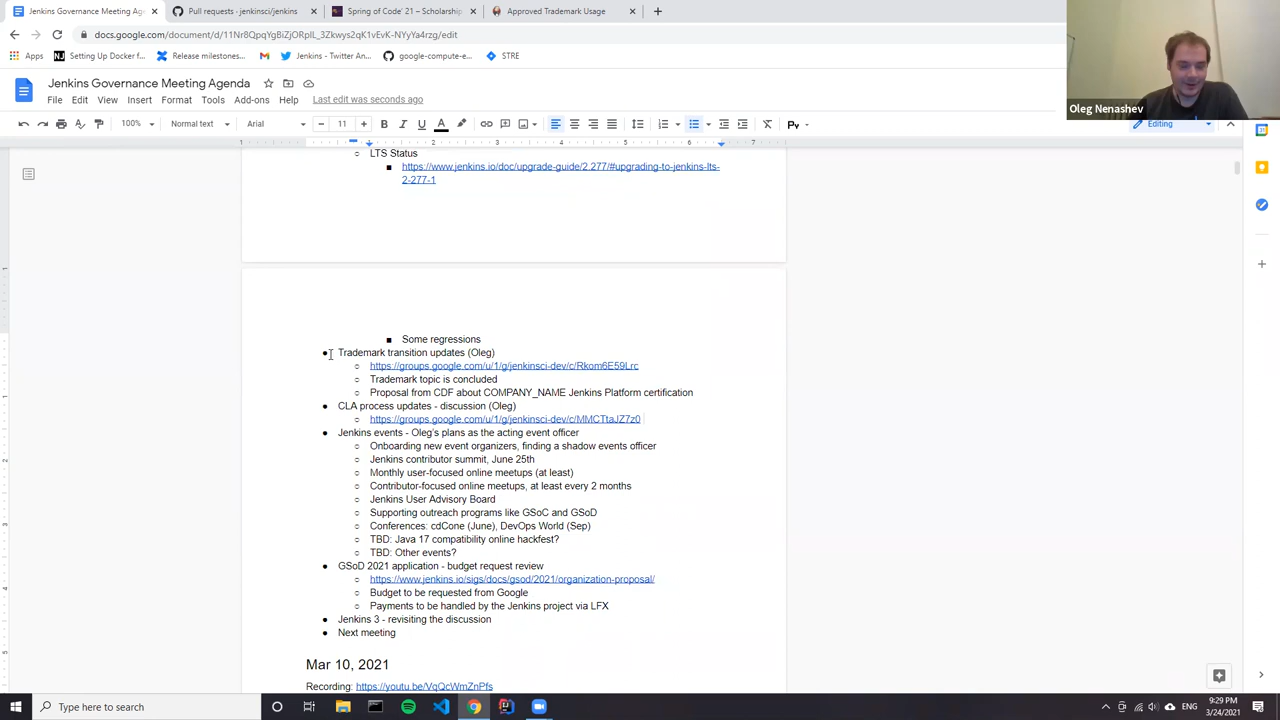 Jenkins Governance Meeting Age
Pull requests · jenkinsci/jenkins
Spring of Code' 21 – Scholarship
Approved Trademark Usage
docs.google.com/document/d/11Nr8QpqYgBiZjORpIL_3Zkwys2qK1vEvK-NYyYa4rzg/edit
Apps
Setting Up Docker f...
Release milestones...
Jenkins - Twitter An...
google-compute-e...
STRE
Oleg Nenashev
Jenkins Governance Meeting Agenda
File Edit View Insert Format Tools Add-ons Help Last edit was seconds ago
100% Normal text Arial 11 Editing
LTS Status
https://www.jenkins.io/doc/upgrade-guide/2.277/#upgrading-to-jenkins-lts-
2-277-1
Some regressions
Trademark transition updates (Oleg)
https://groups.google.com/u/1/g/jenkinsci-dev/c/Rkom6E59Lrc
Trademark topic is concluded
Proposal from CDF about COMPANY_NAME Jenkins Platform certification
CLA process updates - discussion (Oleg)
https://groups.google.com/u/1/g/jenkinsci-dev/c/MMCTtaJZ7z0
Jenkins events - Oleg's plans as the acting event officer
Onboarding new event organizers, finding a shadow events officer
Jenkins contributor summit, June 25th
Monthly user-focused online meetups (at least)
Contributor-focused online meetups, at least every 2 months
Jenkins User Advisory Board
Supporting outreach programs like GSoC and GSoD
Conferences: cdCone (June), DevOps World (Sep)
TBD: Java 17 compatibility online hackfest?
TBD: Other events?
GSoD 2021 application - budget request review
https://www.jenkins.io/sigs/docs/gsod/2021/organization-proposal/
Budget to be requested from Google
Payments to be handled by the Jenkins project via LFX
Jenkins 3 - revisiting the discussion
Next meeting
Mar 10, 2021
Recording: https://youtu.be/VqQcWmZnPfs
Type here to search
ENG
9:29 PM
3/24/2021